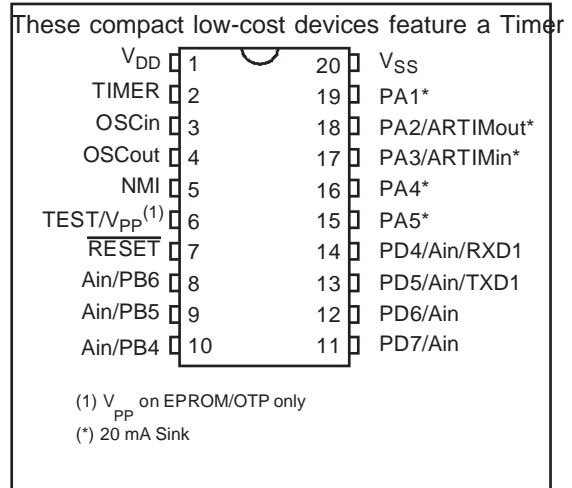 These compact low-cost devices feature a Timer
VDD 1 20 VSS
TIMER 2 19 PA1*
OSCin 3 18 PA2/ARTIMout*
OSCout 4 17 PA3/ARTIMin*
NMI 5 16 PA4*
TEST/VPP(1) 6 15 PA5*
RESET 7 14 PD4/Ain/RXD1
Ain/PB6 8 13 PD5/Ain/TXD1
Ain/PB5 9 12 PD6/Ain
Ain/PB4 10 11 PD7/Ain
(1) VPP on EPROM/OTP only
(*) 20 mA Sink